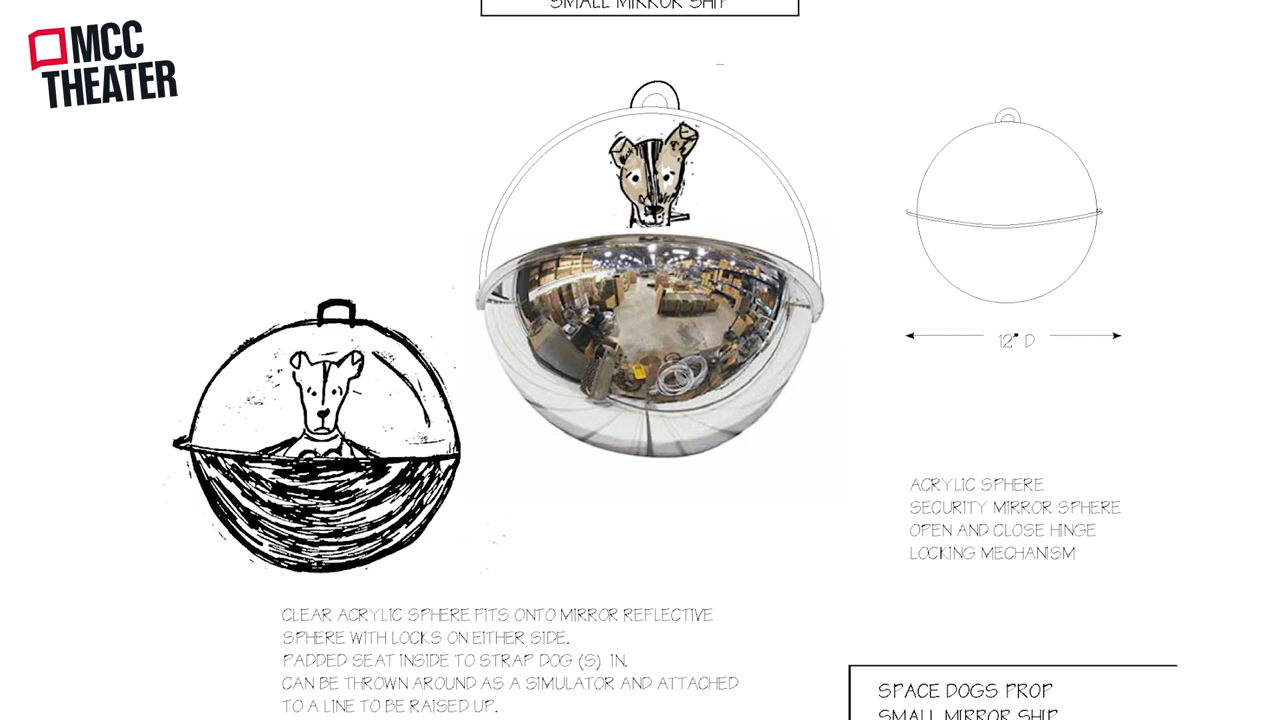 SMALL MIRROR SHIP
MCC
THEATER
12" D
ACRYLIC SPHERE
SECURITY MIRROR SPHERE
OPEN AND CLOSE HINGE
LOCKING MECHANISM
CLEAR ACRYLIC SPHERE FITS ONTO MIRROR REFLECTIVE
SPHERE WITH LOCKS ON EITHER SIDE.
PADDED SEAT INSIDE TO STRAP DOG (S) IN.
CAN BE THROWN AROUND AS A SIMULATOR AND ATTACHED
TO A LINE TO BE RAISED UP.
SPACE DOGS PROP
SMALL MIRROR SHIP